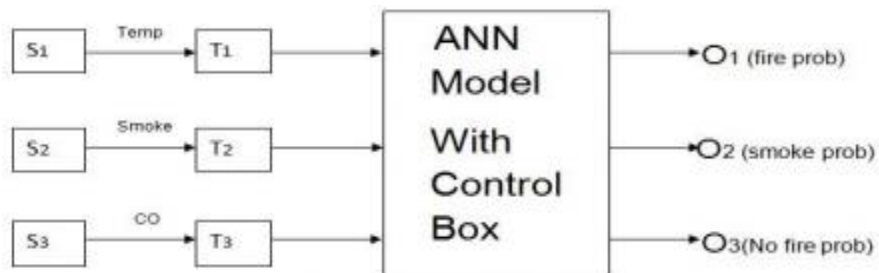 Temp
S1 T1
ANN
Model
With
Control
Box
O1 (fire prob)
Smoke
S2 T2
O2 (smoke prob)
CO
S3 T3
O3(No fire prob)